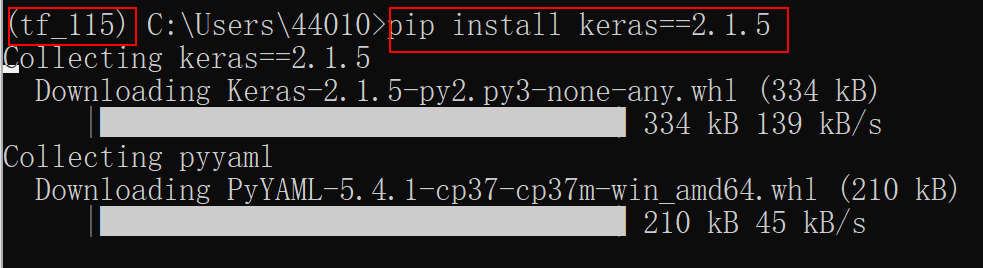 (tf_115) C:\Users\44010>pip install keras==2.1.5
Collecting keras==2.1.5
Downloading Keras-2.1.5-py2.py3-none-any.whl (334 kB)
334 kB 139 kB/s
Collecting pyyaml
Downloading PyYAML-5.4.1-cp37-cp37m-win_amd64.whl (210 kB)
210 kB 45 kB/s